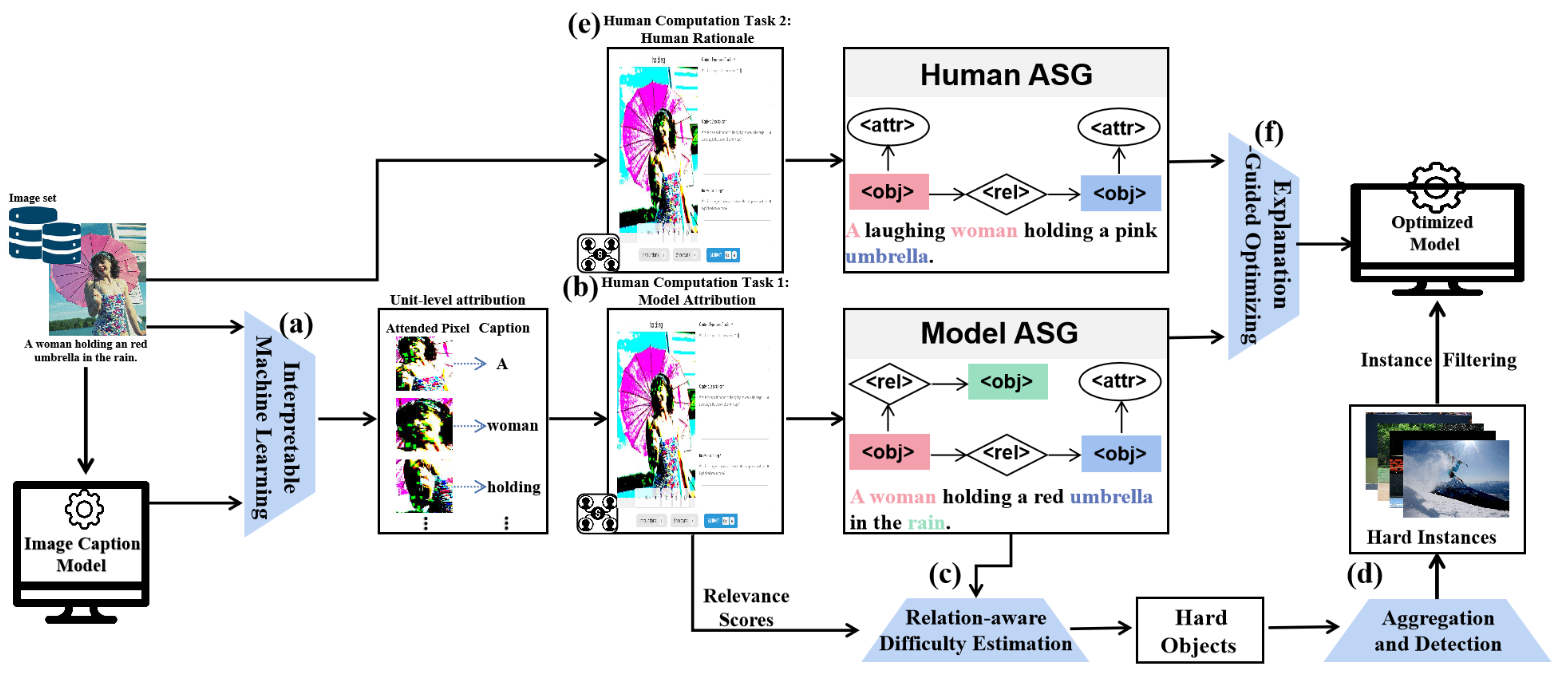 (e)
Human Computation Task 2:
Human Rationale
holding
Human ASG
<attr>
<attr>
<obj>
<rel>
<obj>
A laughing woman holding a pink
umbrella.
(f)
Explanation
-Guided Optimizing
Optimized
Model
Image set
A woman holding an red
umbrella in the rain.
(a)
Interpretable
Machine Learning
Image Caption
Model
Unit-level attribution
Attended Pixel
Caption
A
woman
holding
(b)
Human Computation Task 1:
Model Attribution
SUBMIT
Model ASG
<rel>
<obj>
<attr>
<obj>
<rel>
<obj>
A woman holding a red umbrella
in the rain.
Relevance
Scores
(c)
Relation-aware
Difficulty Estimation
Hard
Objects
(d)
Aggregation
and Detection
Hard Instances
Instance Filtering